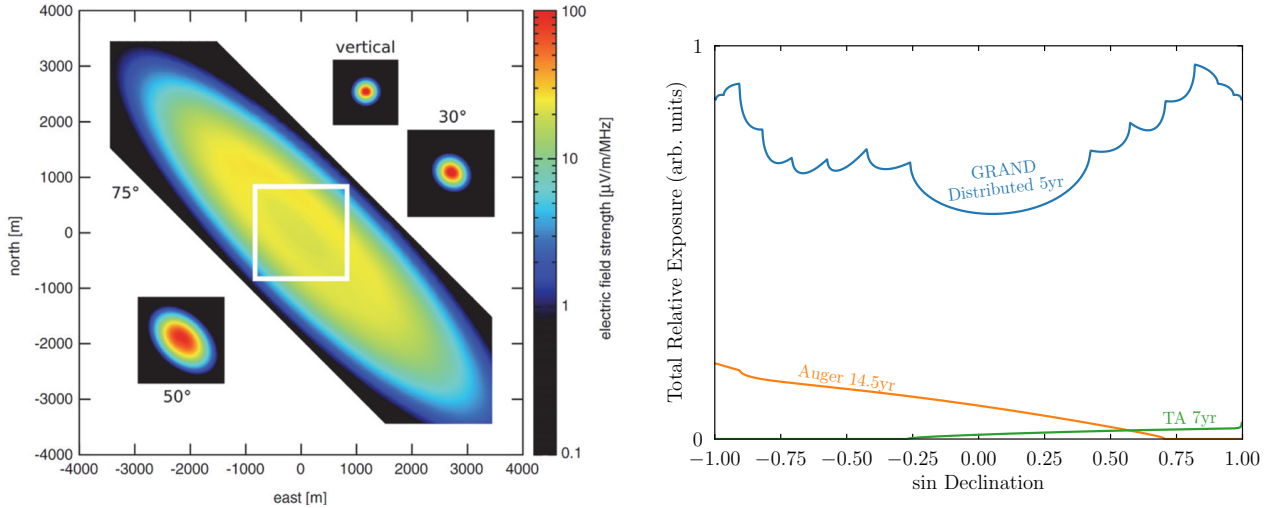 4000
3000
2000
1000
0
-1000
-2000
-3000
-4000
north [m]
-4000 -3000 -2000 -1000 0 1000 2000 3000 4000
east [m]
vertical
30°
75°
50°
100
10
1
0.1
electric field strength [µV/m/MHz]
1
0
Total Relative Exposure (arb. units)
GRAND
Distributed 5yr
Auger 14.5yr
TA 7yr
−1.00 −0.75 −0.50 −0.25 0.00 0.25 0.50 0.75 1.00
sin Declination